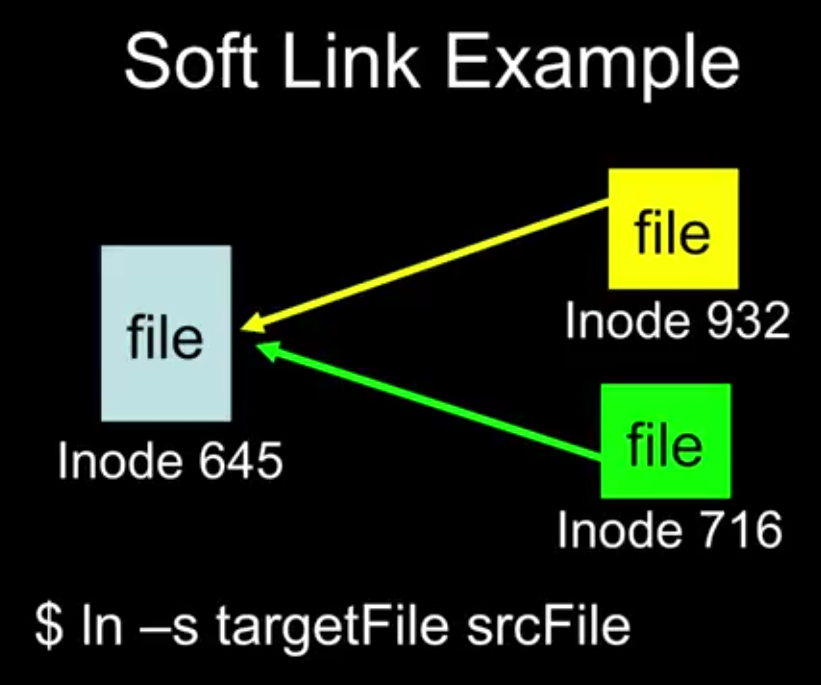 Soft Link Example
file
Inode 932
file
Inode 645
file
Inode 716
$ ln –s targetFile srcFile